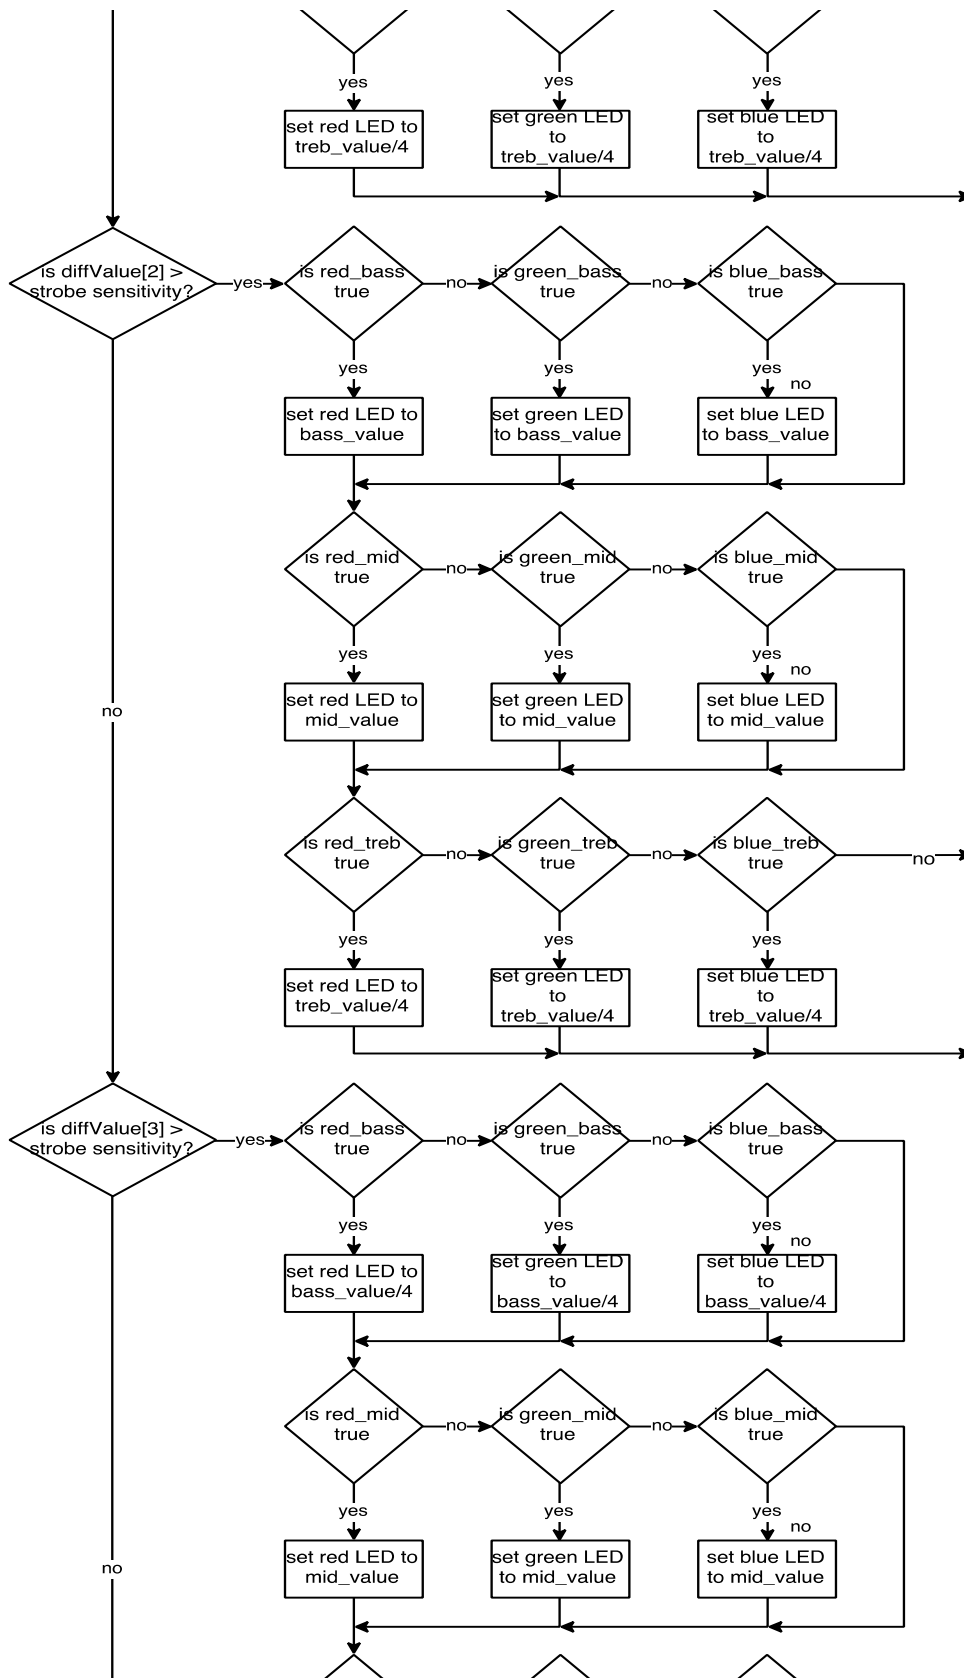 yes
yes
yes
set red LED to
treb_value/4
set green LED
to
treb_value/4
set blue LED
to
treb_value/4
is diffValue[2] >
strobe sensitivity?
yes
is red_bass
true
no
is green_bass
true
no
is blue_bass
true
yes
yes
yes
no
set red LED to
bass_value
set green LED
to bass_value
set blue LED
to bass_value
is red_mid
true
no
is green_mid
true
no
is blue_mid
true
yes
yes
yes
no
set red LED to
mid_value
set green LED
to mid_value
set blue LED
to mid_value
no
is red_treb
true
no
is green_treb
true
no
is blue_treb
true
no
yes
yes
yes
set red LED to
treb_value/4
set green LED
to
treb_value/4
set blue LED
to
treb_value/4
is diffValue[3] >
strobe sensitivity?
yes
is red_bass
true
no
is green_bass
true
no
is blue_bass
true
yes
yes
yes
no
set red LED to
bass_value/4
set green LED
to
bass_value/4
set blue LED
to
bass_value/4
is red_mid
true
no
is green_mid
true
no
is blue_mid
true
yes
yes
yes
no
set red LED to
mid_value
set green LED
to mid_value
set blue LED
to mid_value
no